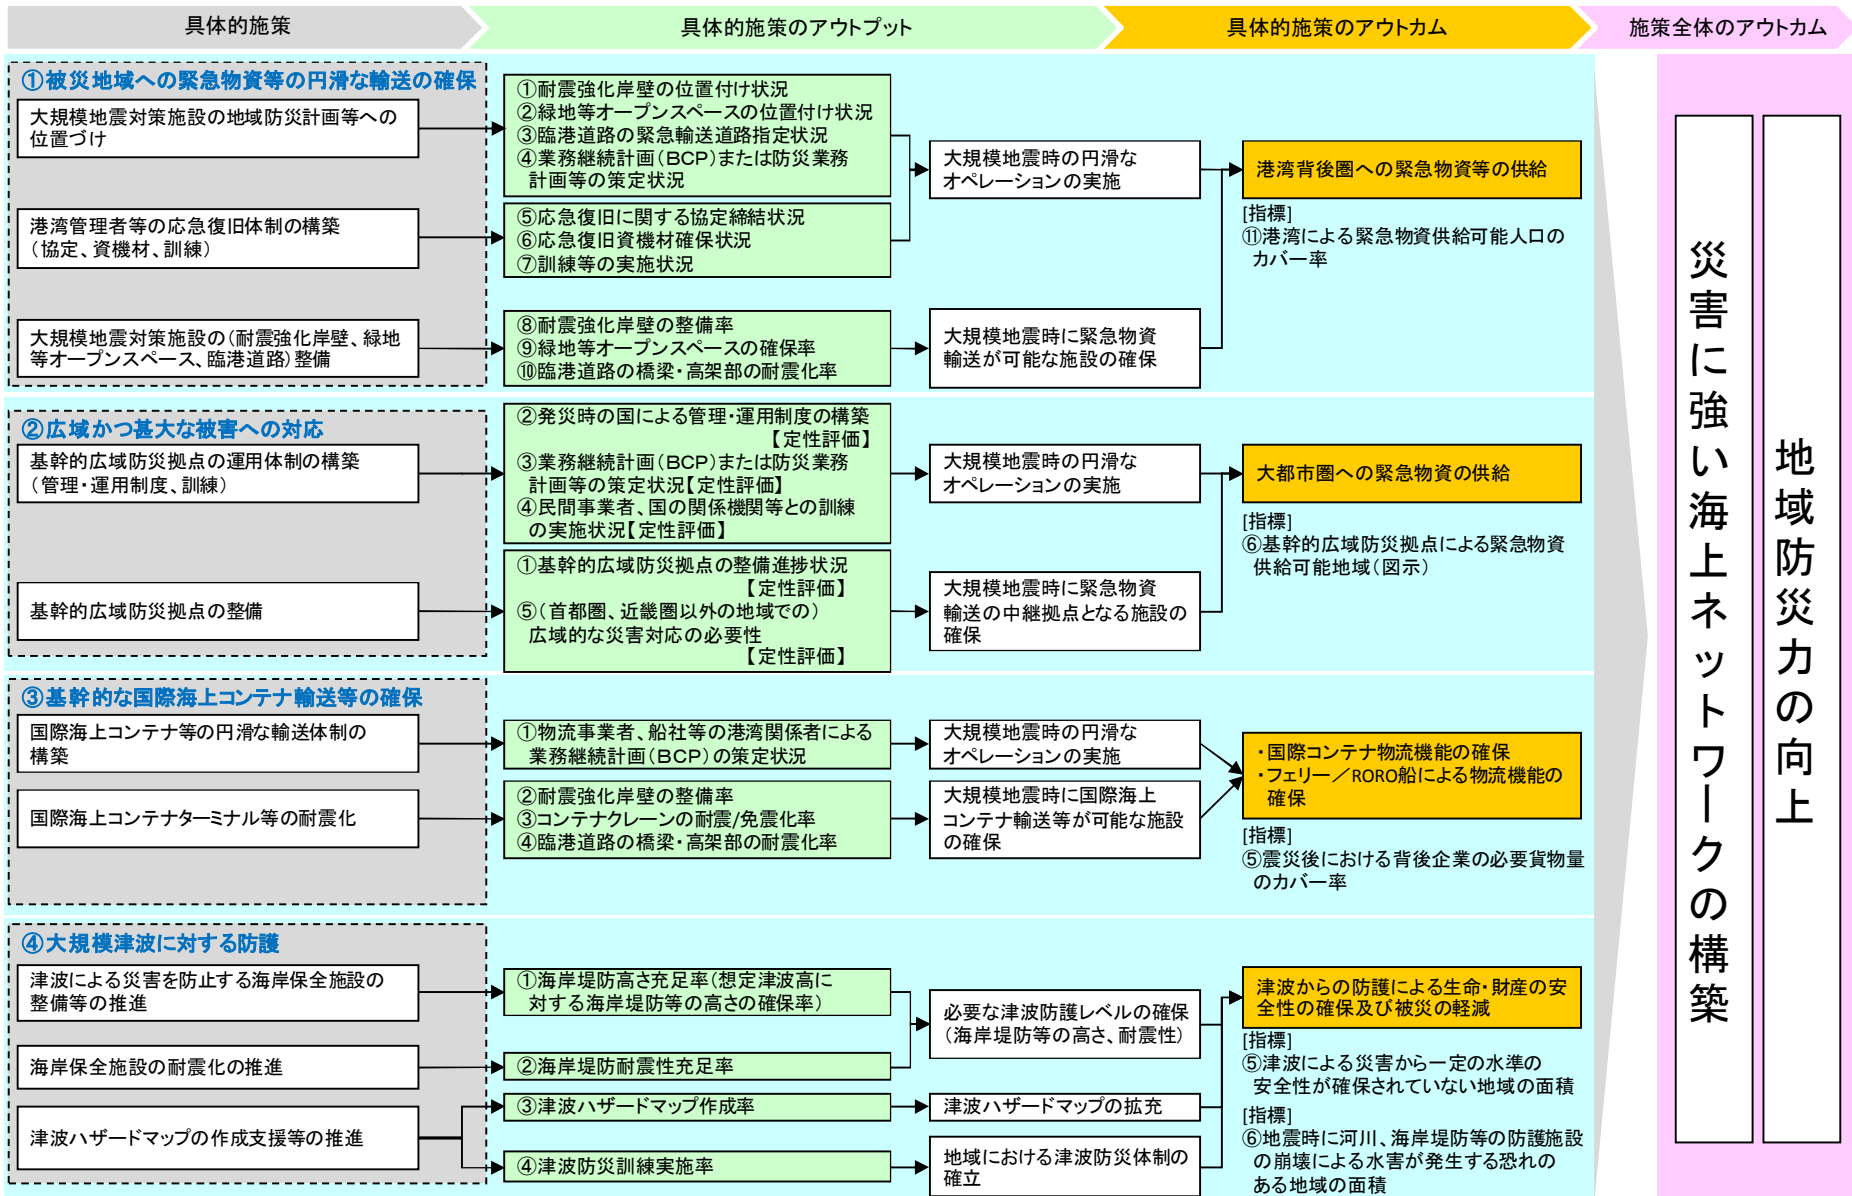 具体的施策
具体的施策のアウトプット
具体的施策のアウトカム
施策全体のアウトカム
①被災地域への緊急物資等の円滑な輸送の確保
大規模地震対策施設の地域防災計画等への
位置づけ
港湾管理者等の応急復旧体制の構築
（協定、資機材、訓練）
大規模地震対策施設の（耐震強化岸壁、緑地
等オープンスペース、臨港道路）整備
①耐震強化岸壁の位置付け状況
②緑地等オープンスペースの位置付け状況
③臨港道路の緊急輸送道路指定状況
④業務継続計画（BCP）または防災業務
計画等の策定状況
⑤応急復旧に関する協定締結状況
⑥応急復旧資機材確保状況
⑦訓練等の実施状況
⑧耐震強化岸壁の整備率
⑨緑地等オープンスペースの確保率
⑩臨港道路の橋梁・高架部の耐震化率
大規模地震時の円滑な
オペレーションの実施
大規模地震時に緊急物資
輸送が可能な施設の確保
港湾背後圏への緊急物資等の供給
[指標]
⑪港湾による緊急物資供給可能人口の
カバー率
②広域かつ甚大な被害への対応
基幹的広域防災拠点の運用体制の構築
（管理・運用制度、訓練）
基幹的広域防災拠点の整備
②発災時の国による管理・運用制度の構築
【定性評価】
③業務継続計画（BCP）または防災業務
計画等の策定状況【定性評価】
④民間事業者、国の関係機関等との訓練
の実施状況【定性評価】
①基幹的広域防災拠点の整備進捗状況
【定性評価】
⑤（首都圏、近畿圏以外の地域での）
広域的な災害対応の必要性
【定性評価】
大規模地震時の円滑な
オペレーションの実施
大規模地震時に緊急物資
輸送の中継拠点となる施設の
確保
大都市圏への緊急物資の供給
[指標]
⑥基幹的広域防災拠点による緊急物資
供給可能地域（図示）
③基幹的な国際海上コンテナ輸送等の確保
国際海上コンテナ等の円滑な輸送体制の
構築
国際海上コンテナターミナル等の耐震化
①物流事業者、船社等の港湾関係者による
業務継続計画（BCP）の策定状況
②耐震強化岸壁の整備率
③コンテナクレーンの耐震/免震化率
④臨港道路の橋梁・高架部の耐震化率
大規模地震時の円滑な
オペレーションの実施
大規模地震時に国際海上
コンテナ輸送等が可能な施設
の確保
・国際コンテナ物流機能の確保
・フェリー／RORO船による物流機能の
確保
[指標]
⑤震災後における背後企業の必要貨物量
のカバー率
④大規模津波に対する防護
津波による災害を防止する海岸保全施設の
整備等の推進
海岸保全施設の耐震化の推進
津波ハザードマップの作成支援等の推進
①海岸堤防高さ充足率（想定津波高に
対する海岸堤防等の高さの確保率）
②海岸堤防耐震性充足率
③津波ハザードマップ作成率
④津波防災訓練実施率
必要な津波防護レベルの確保
（海岸堤防等の高さ、耐震性）
津波ハザードマップの拡充
地域における津波防災体制の
確立
津波からの防護による生命・財産の安
全性の確保及び被災の軽減
[指標]
⑤津波による災害から一定の水準の
安全性が確保されていない地域の面積
[指標]
⑥地震時に河川、海岸堤防等の防護施設
の崩壊による水害が発生する恐れの
ある地域の面積
地域防災力の向上
災害に強い海上ネットワークの構築